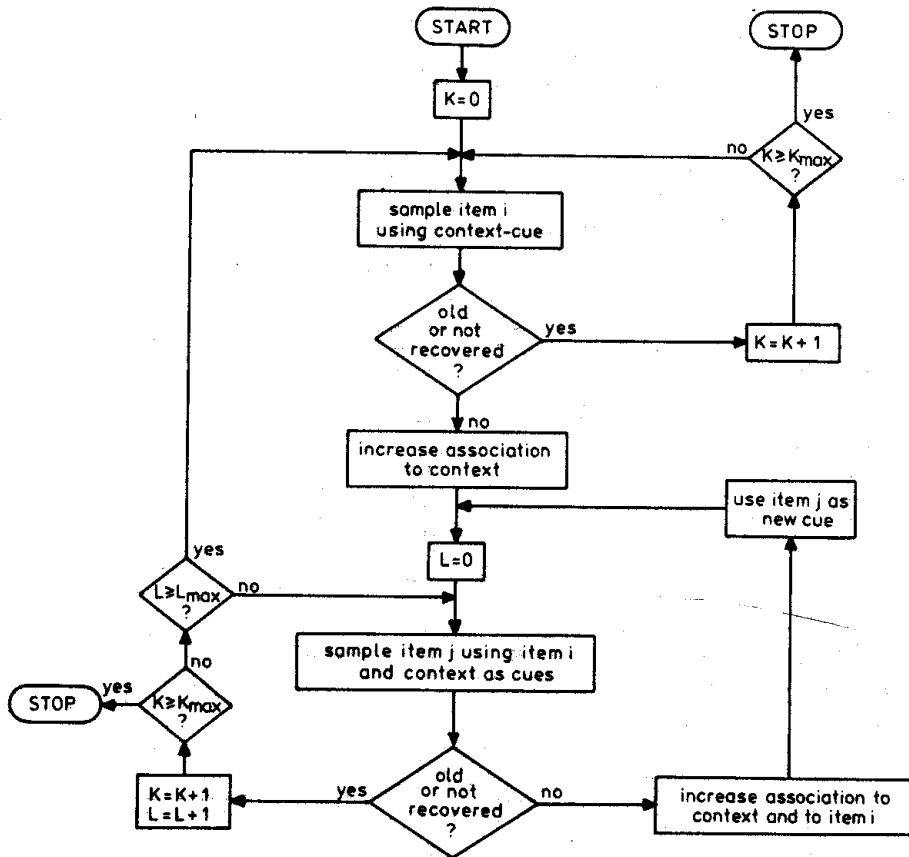 START
STOP
K=0
yes
no
K≥Kmax
?
sample item i
using context-cue
old
or not
recovered
?
yes
K=K+1
no
increase association
to context
use item j as
new cue
L=0
yes
L≥Lmax
?
no
sample item j using item i
and context as cues
no
yes
STOP
K≥Kmax
?
K=K+1
L=L+1
yes
old
or not
recovered
?
no
increase association to
context and to item i